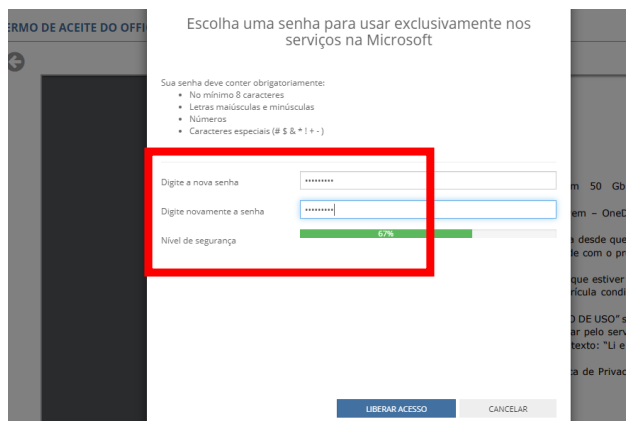 ERMO DE ACEITE DO OFFI
Escolha uma senha para usar exclusivamente nos
serviços na Microsoft
Sua senha deve conter obrigatoriamente:
No mínimo 8 caracteres
Letras maiúsculas e minúsculas
Números
Caracteres especiais (# $ & * ! + - )
Digite a nova senha
Digite novamente a senha
Nível de segurança
67%
m 50 Gb
em – OneD
a desde que
de com o pr
que estiver
rícula condi
O DE USO" s
ar pelo serv
texto: "Li e
ca de Privac
LIBERAR ACESSO
CANCELAR